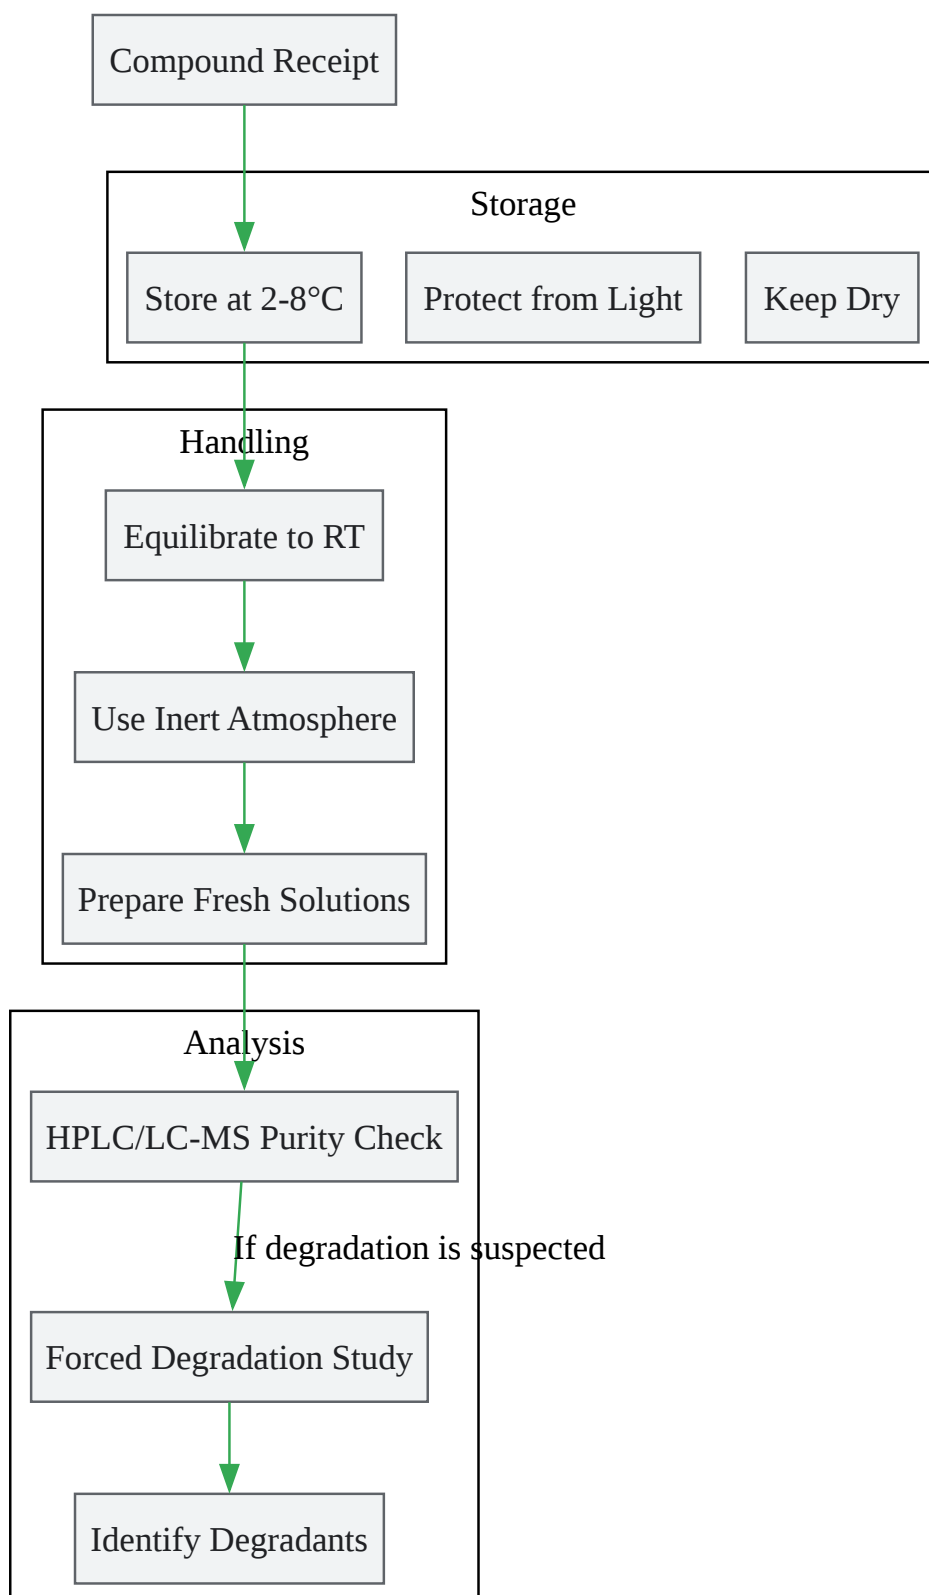 Compound Receipt
Storage
Store at 2-8°C
Protect from Light
Keep Dry
Handling
Equilibrate to RT
Use Inert Atmosphere
Prepare Fresh Solutions
Analysis
HPLC/LC-MS Purity Check
If degradation is suspected
Forced Degradation Study
Identify Degradants